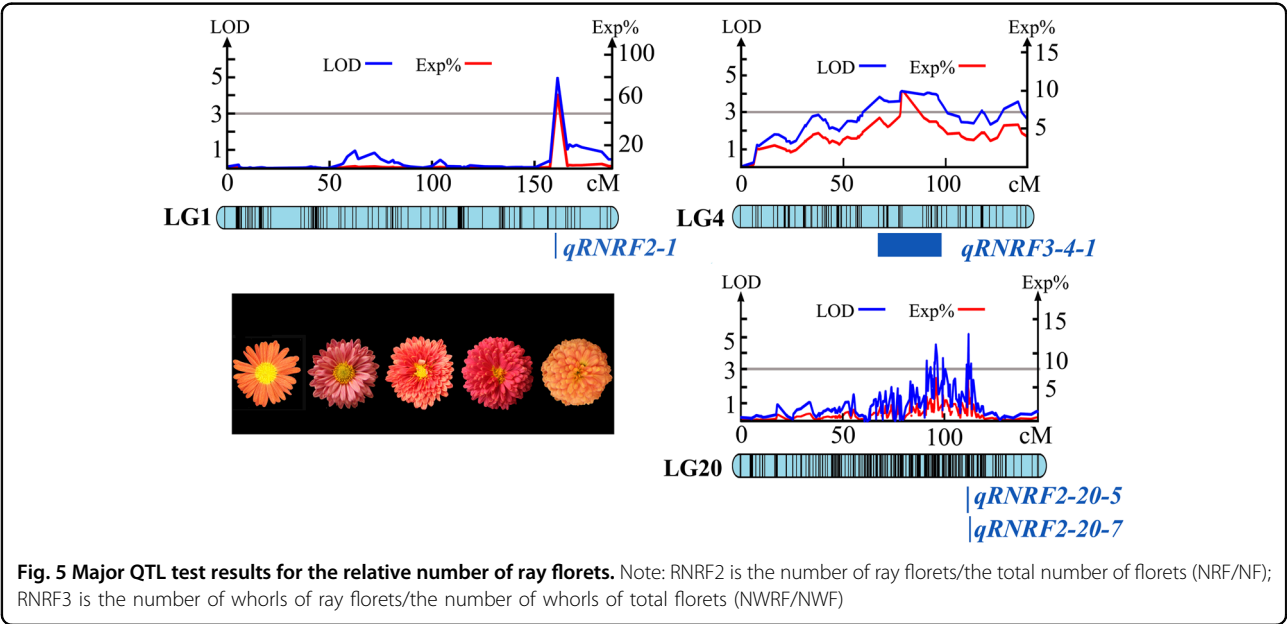 LOD Exp%
LOD Exp%
5
3
1
100
60
20
0 50 100 150 cM
LG1
qRNRF2-1
LOD Exp%
LOD Exp%
5
3
1
15
10
5
0 50 100 cM
LG4
qRNRF3-4-1
LOD Exp%
LOD Exp%
5
3
1
15
10
5
0 50 100 cM
LG20
qRNRF2-20-5
qRNRF2-20-7
Fig. 5 Major QTL test results for the relative number of ray florets. Note: RNRF2 is the number of ray florets/the total number of florets (NRF/NF);
RNRF3 is the number of whorls of ray florets/the number of whorls of total florets (NWRF/NWF)